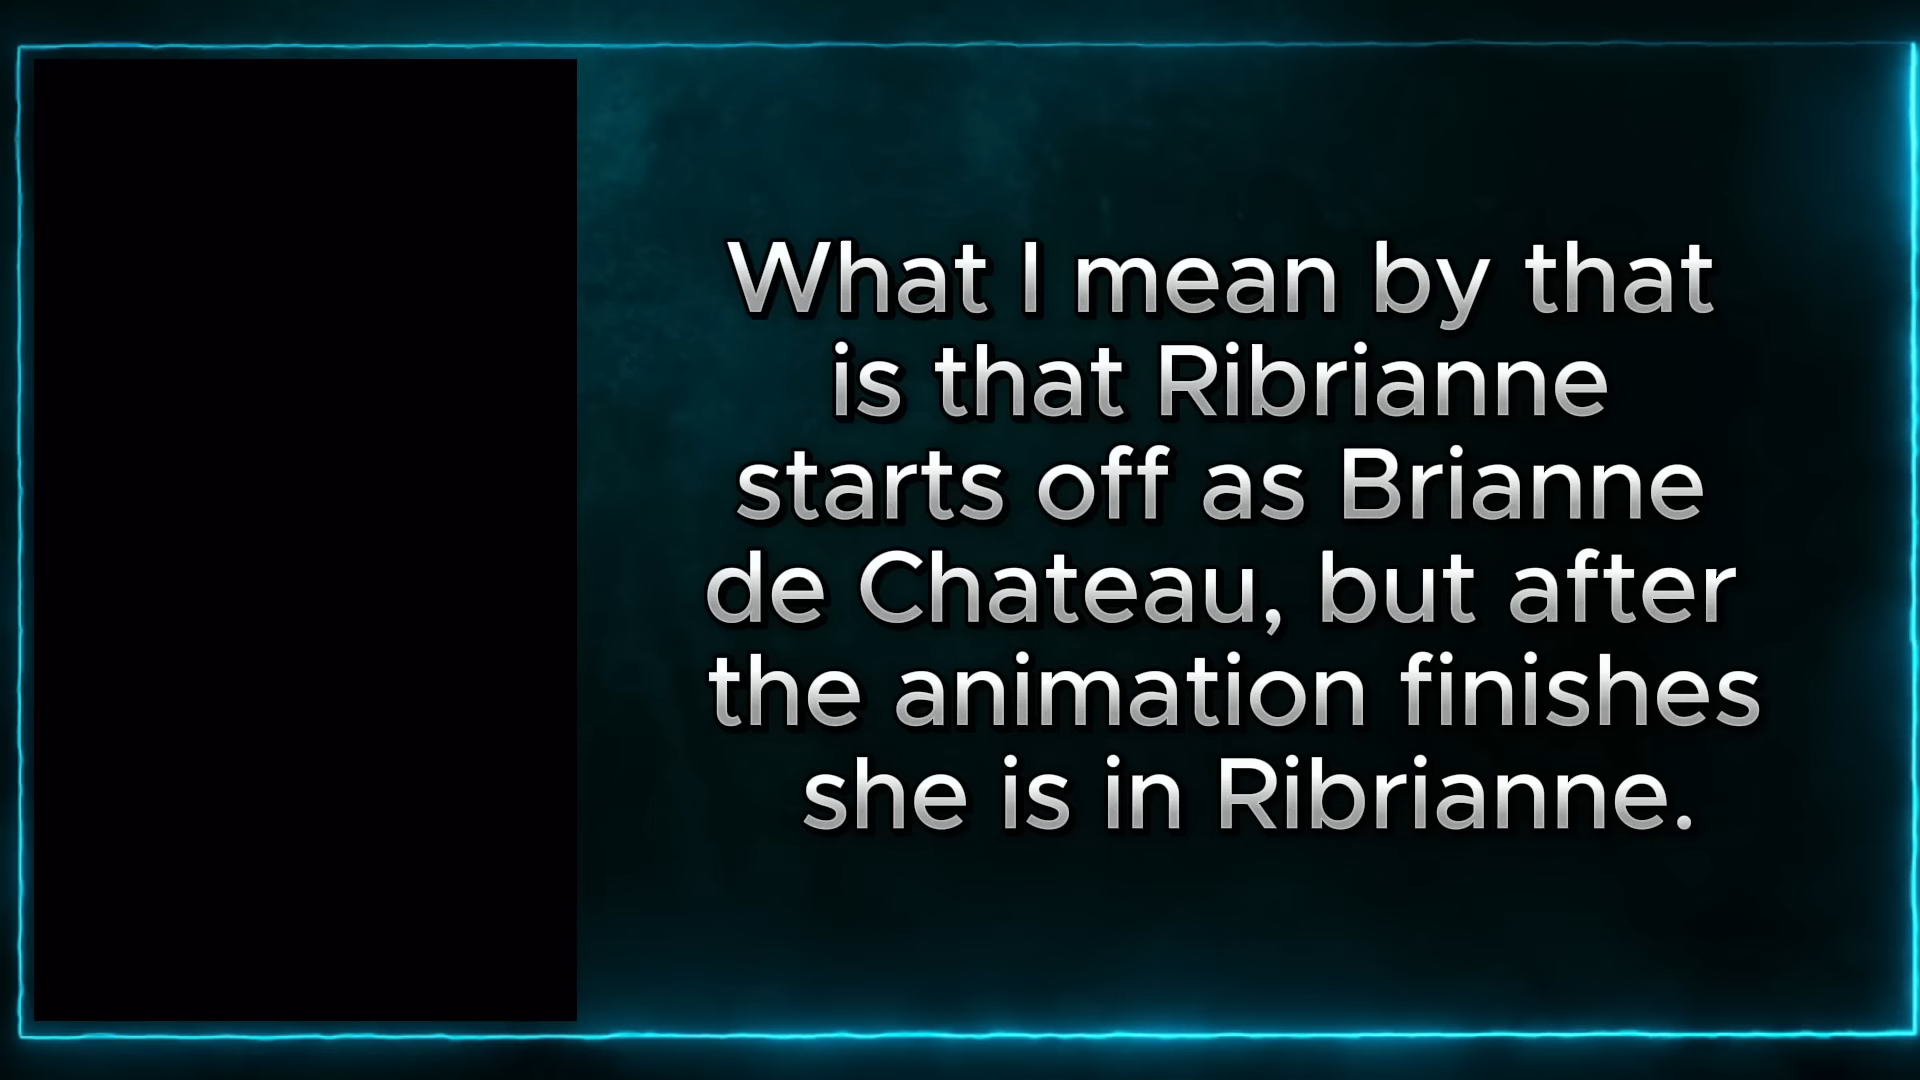 What I mean by that
is that Ribrianne
starts off as Brianne
de Chateau, but after
the animation finishes
she is in Ribrianne.